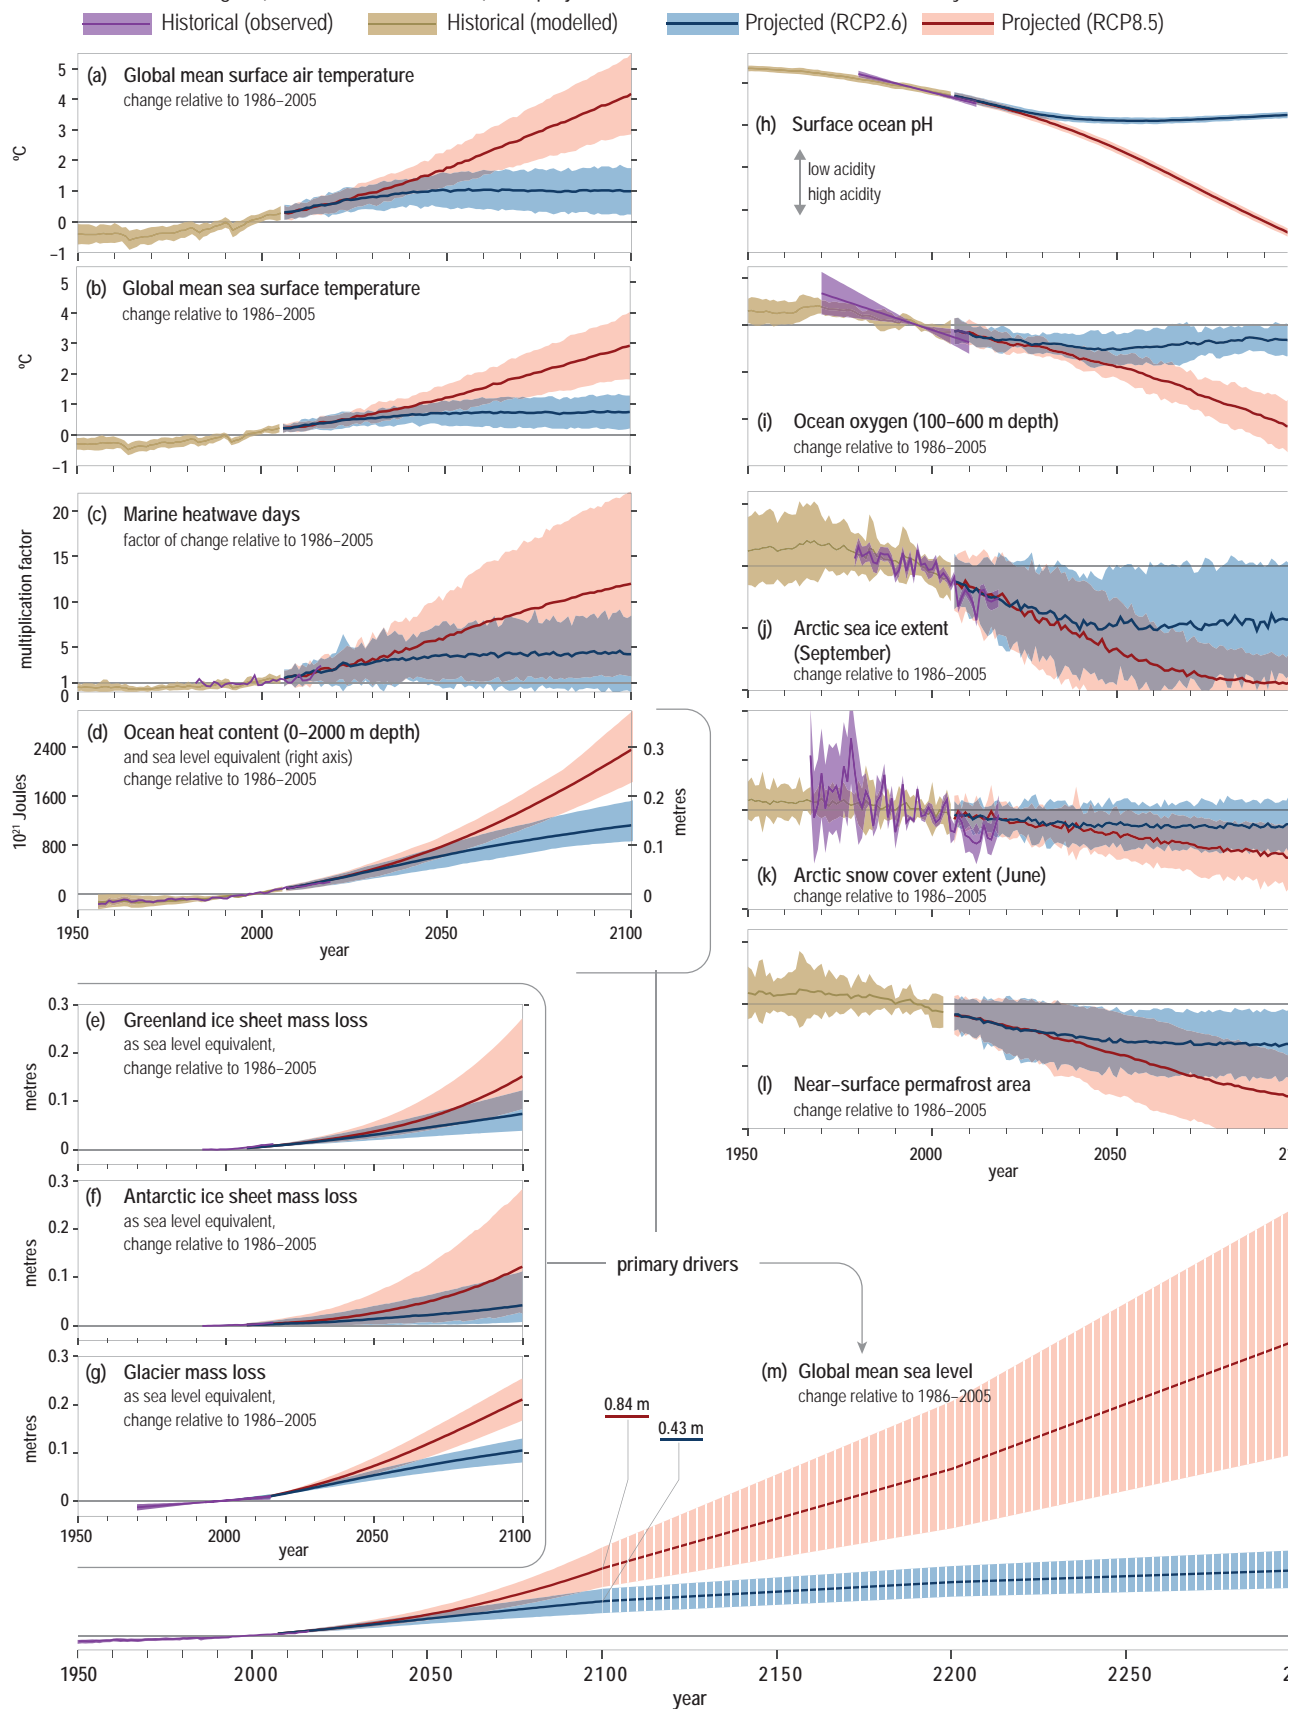 Historical (observed)
Historical (modelled)
Projected (RCP2.6)
Projected (RCP8.5)
(a) Global mean surface air temperature
change relative to 1986–2005
ºC
5
4
3
2
1
0
–1
(b) Global mean sea surface temperature
change relative to 1986–2005
ºC
5
4
3
2
1
0
–1
(c) Marine heatwave days
factor of change relative to 1986–2005
multiplication factor
20
15
10
5
1
0
(d) Ocean heat content (0–2000 m depth)
and sea level equivalent (right axis)
change relative to 1986–2005
10²¹ Joules
2400
1600
800
0
0.3
0.2
0.1
0
metres
1950
2000
2050
2100
year
(e) Greenland ice sheet mass loss
as sea level equivalent,
change relative to 1986–2005
metres
0.3
0.2
0.1
0
(f) Antarctic ice sheet mass loss
as sea level equivalent,
change relative to 1986–2005
metres
0.3
0.2
0.1
0
(g) Glacier mass loss
as sea level equivalent,
change relative to 1986–2005
metres
0.3
0.2
0.1
0
1950
2000
2050
2100
year
(h) Surface ocean pH
low acidity
high acidity
(i) Ocean oxygen (100–600 m depth)
change relative to 1986–2005
(j) Arctic sea ice extent
(September)
change relative to 1986–2005
(k) Arctic snow cover extent (June)
change relative to 1986–2005
(l) Near–surface permafrost area
change relative to 1986–2005
1950
2000
2050
2
year
primary drivers
(m) Global mean sea level
change relative to 1986–2005
0.84 m
0.43 m
1950
2000
2050
2100
2150
2200
2250
2
year